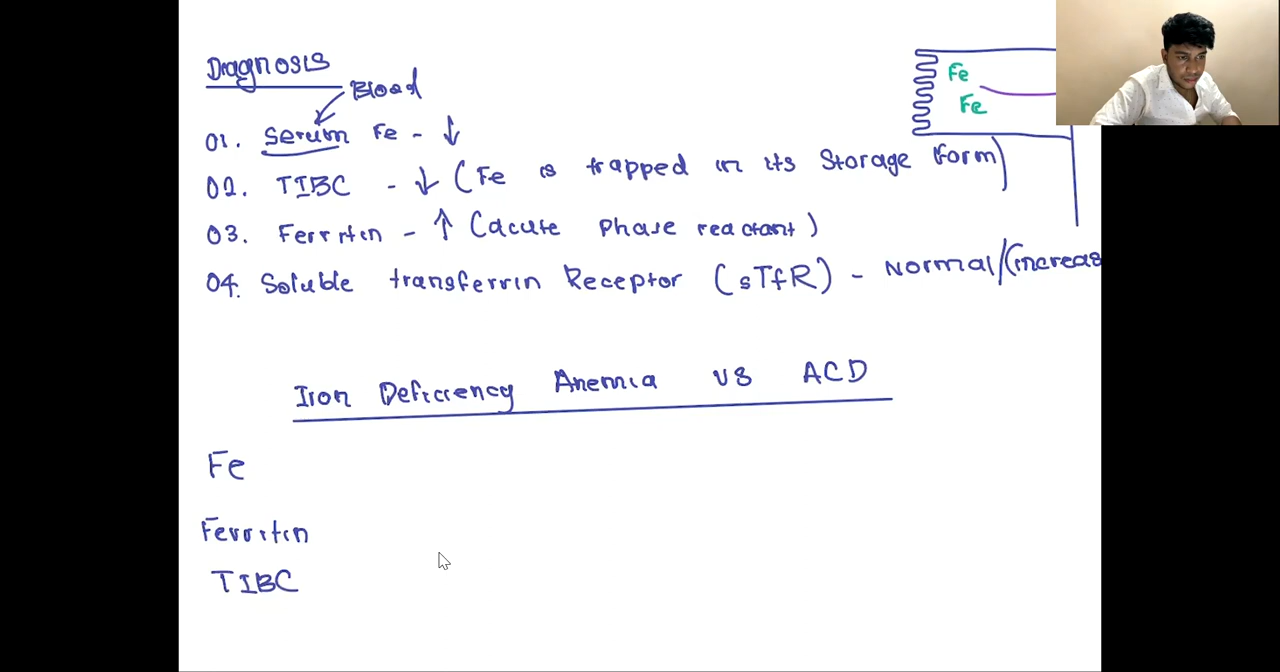 Diagnosis
Blood
01. Serum Fe - ↓
02. TIBC - ↓ (Fe is trapped in its storage form)
03. Ferritin - ↑ (acute phase reactant)
04. Soluble transferrin Receptor (sTfR) - Normal/(increas
Fe
Fe
Iron Deficiency Anemia vs ACD
Fe
Ferritin
TIBC